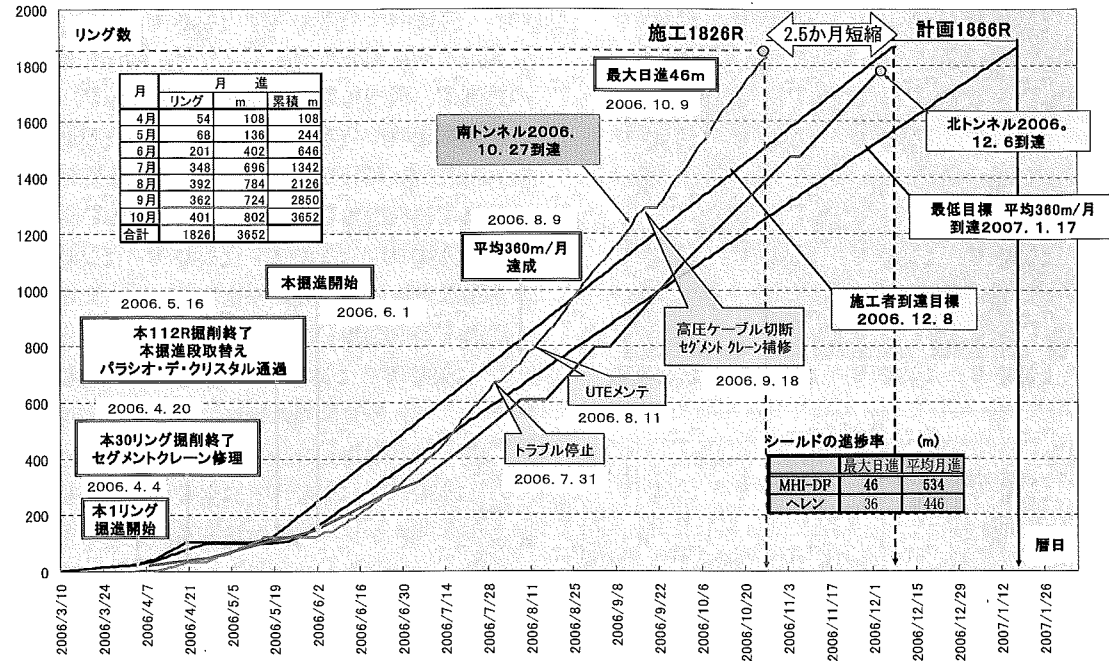 2000
1800
1600
1400
1200
1000
800
600
400
200
0
リング数
施工1826R
2.5か月短縮
計画1866R
月 月 進
リング m 累積 m
4月 54 108 108
5月 68 136 244
6月 201 402 646
7月 348 696 1342
8月 392 784 2126
9月 362 724 2850
10月 401 802 3652
合計 1826 3652
最大日進46m
2006. 10. 9
南トンネル2006.
10. 27到達
北トンネル2006。
12. 6到達
最低目標 平均360m/月
到達2007. 1. 17
2006. 8. 9
平均360m/月
達成
本掘進開始
2006. 6. 1
2006. 5. 16
本112R掘削終了
本掘進段取替え
パラシオ・デ・クリスタル通過
施工者到達目標
2006. 12. 8
高圧ケーブル切断
セグメントクレーン補修
2006. 9. 18
2006. 4. 20
本30リング掘削終了
セグメントクレーン修理
UTEメンテ
2006. 8. 11
トラブル停止
2006. 7. 31
2006. 4. 4
本1リング
掘進開始
シールドの進捗率 (m)
最大日進 平均月進
MHI-DF 46 534
ヘレン 36 446
暦日
2006/3/10
2006/3/24
2006/4/7
2006/4/21
2006/5/5
2006/5/19
2006/6/2
2006/6/16
2006/6/30
2006/7/14
2006/7/28
2006/8/11
2006/8/25
2006/9/8
2006/9/22
2006/10/6
2006/10/20
2006/11/3
2006/11/17
2006/12/1
2006/12/15
2006/12/29
2007/1/12
2007/1/26